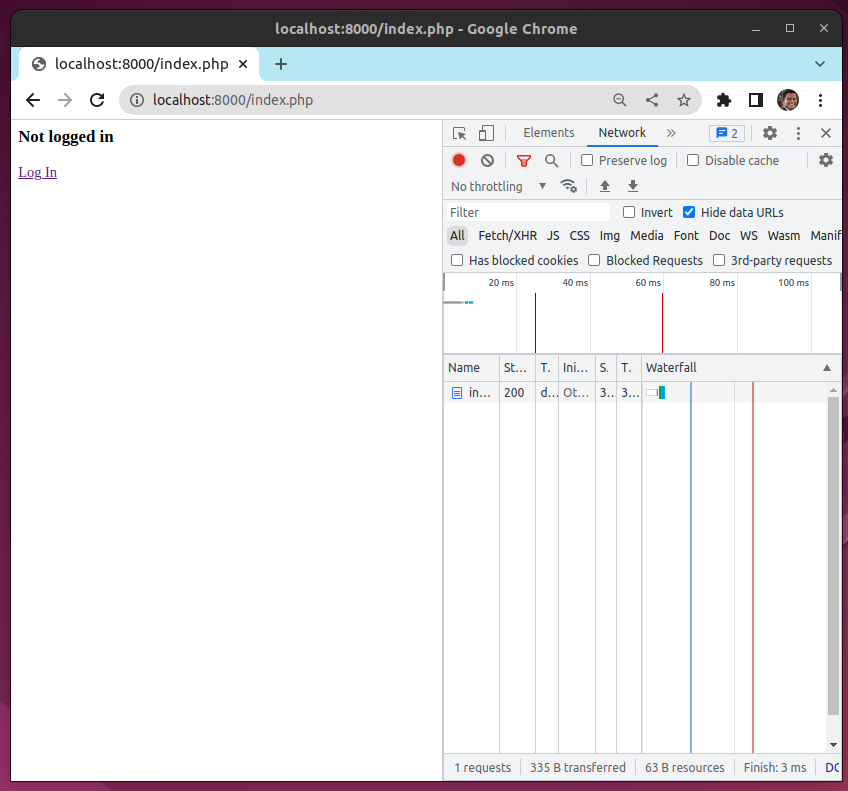 localhost:8000/index.php - Google Chrome
localhost:8000/index.php
localhost:8000/index.php
Not logged in
Log In
Elements Network 2
Preserve log Disable cache
No throttling
Filter Invert Hide data URLs
All Fetch/XHR JS CSS Img Media Font Doc WS Wasm Manif
Has blocked cookies Blocked Requests 3rd-party requests
20 ms 40 ms 60 ms 80 ms 100 ms
Name St... T. Ini... S. T. Waterfall
in... 200 d... Ot... 3... 3...
1 requests 335 B transferred 63 B resources Finish: 3 ms DO